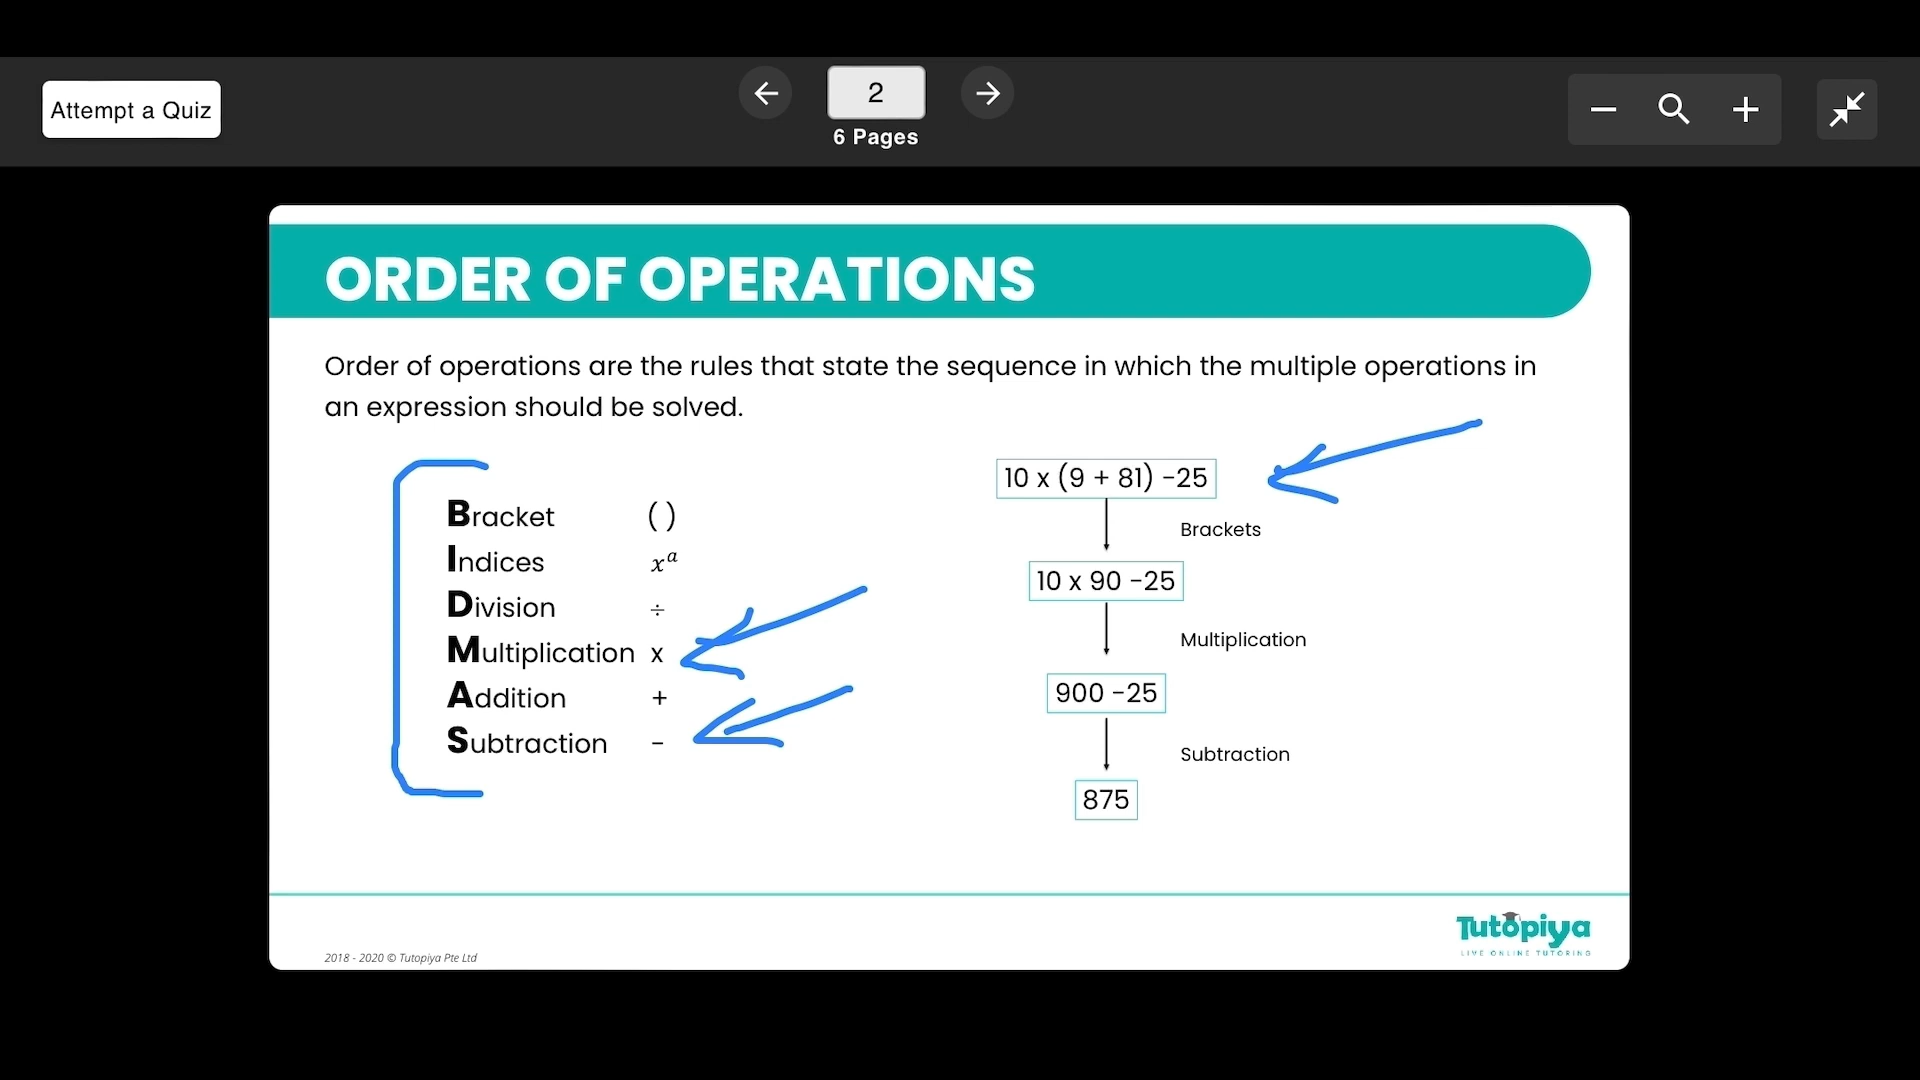 Attempt a Quiz
2
6 Pages
ORDER OF OPERATIONS
Order of operations are the rules that state the sequence in which the multiple operations in
an expression should be solved.
Bracket ( )
Indices xᵃ
Division ÷
Multiplication x
Addition +
Subtraction -
10 x (9 + 81) -25
Brackets
10 x 90 -25
Multiplication
900 -25
Subtraction
875
2018 - 2020 © Tutopiya Pte Ltd
Tutopiya
LIVE ONLINE TUTORING